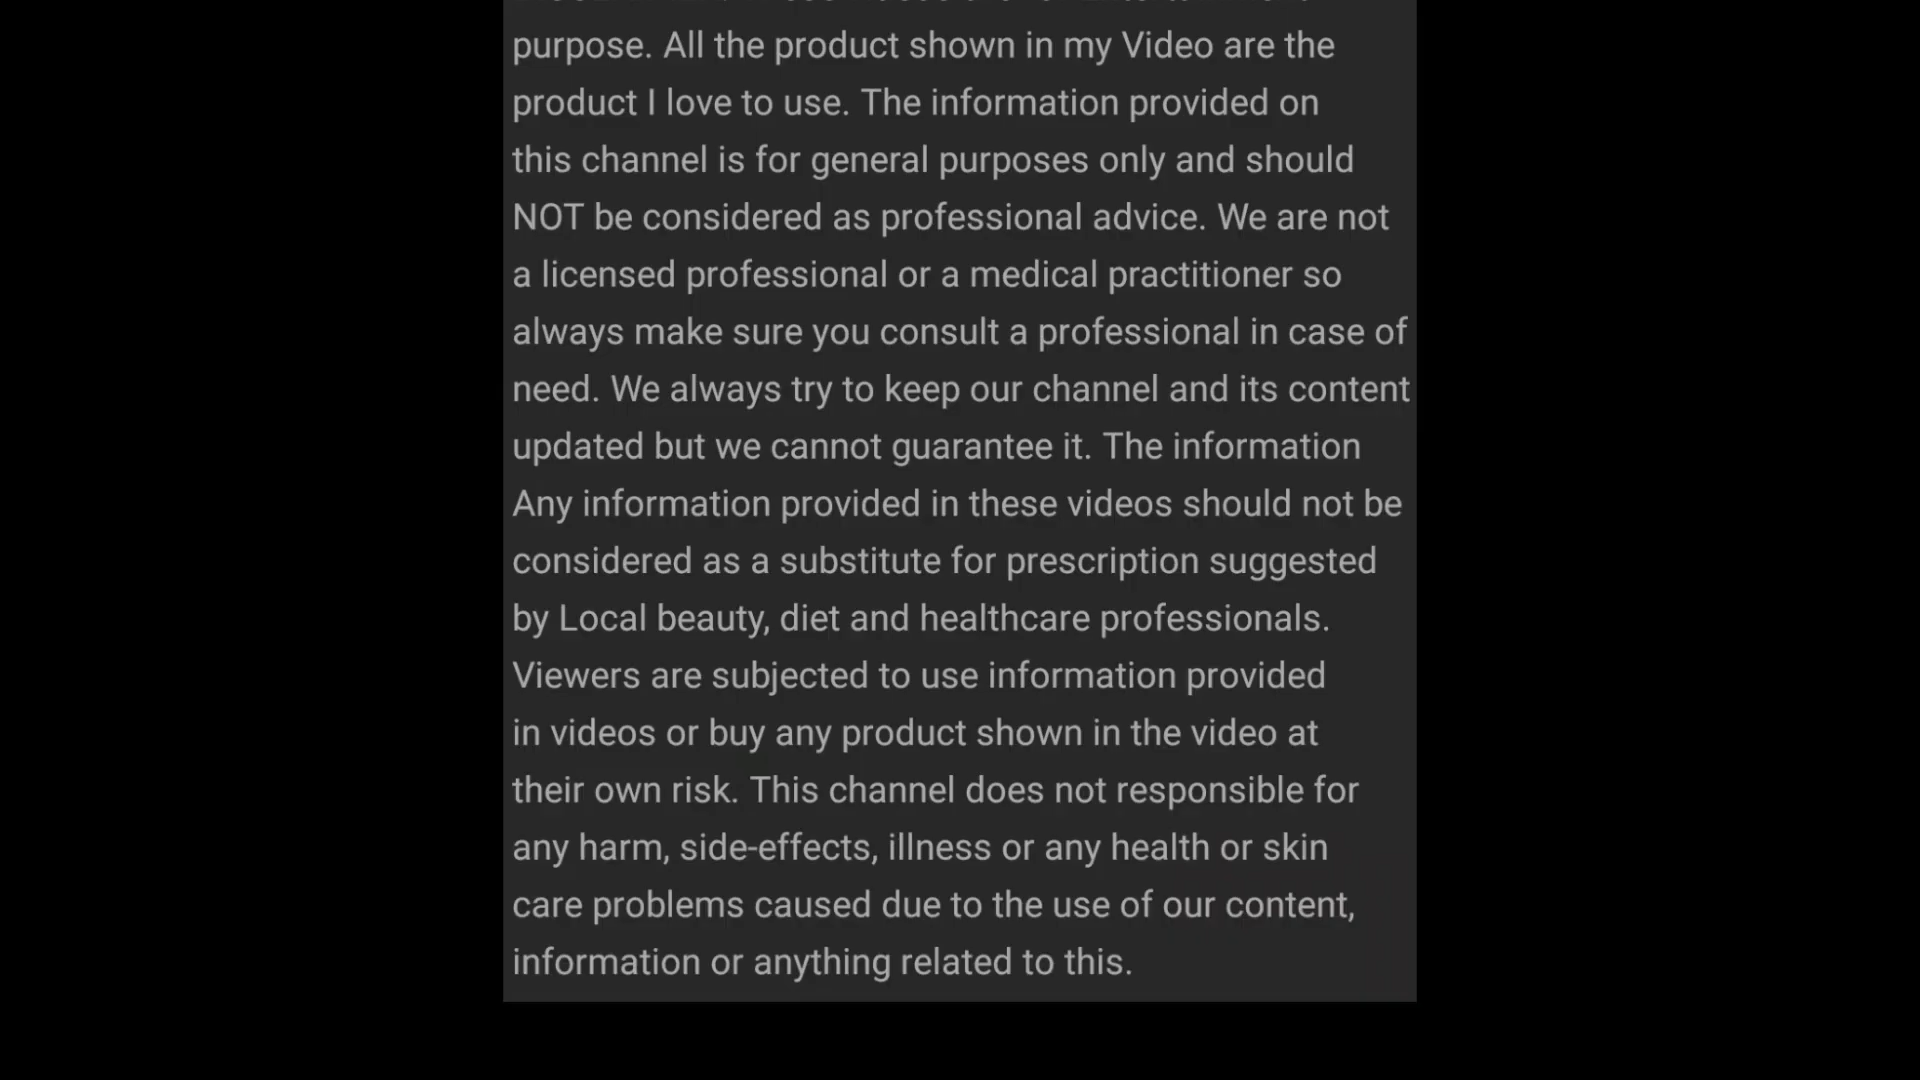 purpose. All the product shown in my Video are the
product I love to use. The information provided on
this channel is for general purposes only and should
NOT be considered as professional advice. We are not
a licensed professional or a medical practitioner so
always make sure you consult a professional in case of
need. We always try to keep our channel and its content
updated but we cannot guarantee it. The information
Any information provided in these videos should not be
considered as a substitute for prescription suggested
by Local beauty, diet and healthcare professionals.
Viewers are subjected to use information provided
in videos or buy any product shown in the video at
their own risk. This channel does not responsible for
any harm, side-effects, illness or any health or skin
care problems caused due to the use of our content,
information or anything related to this.